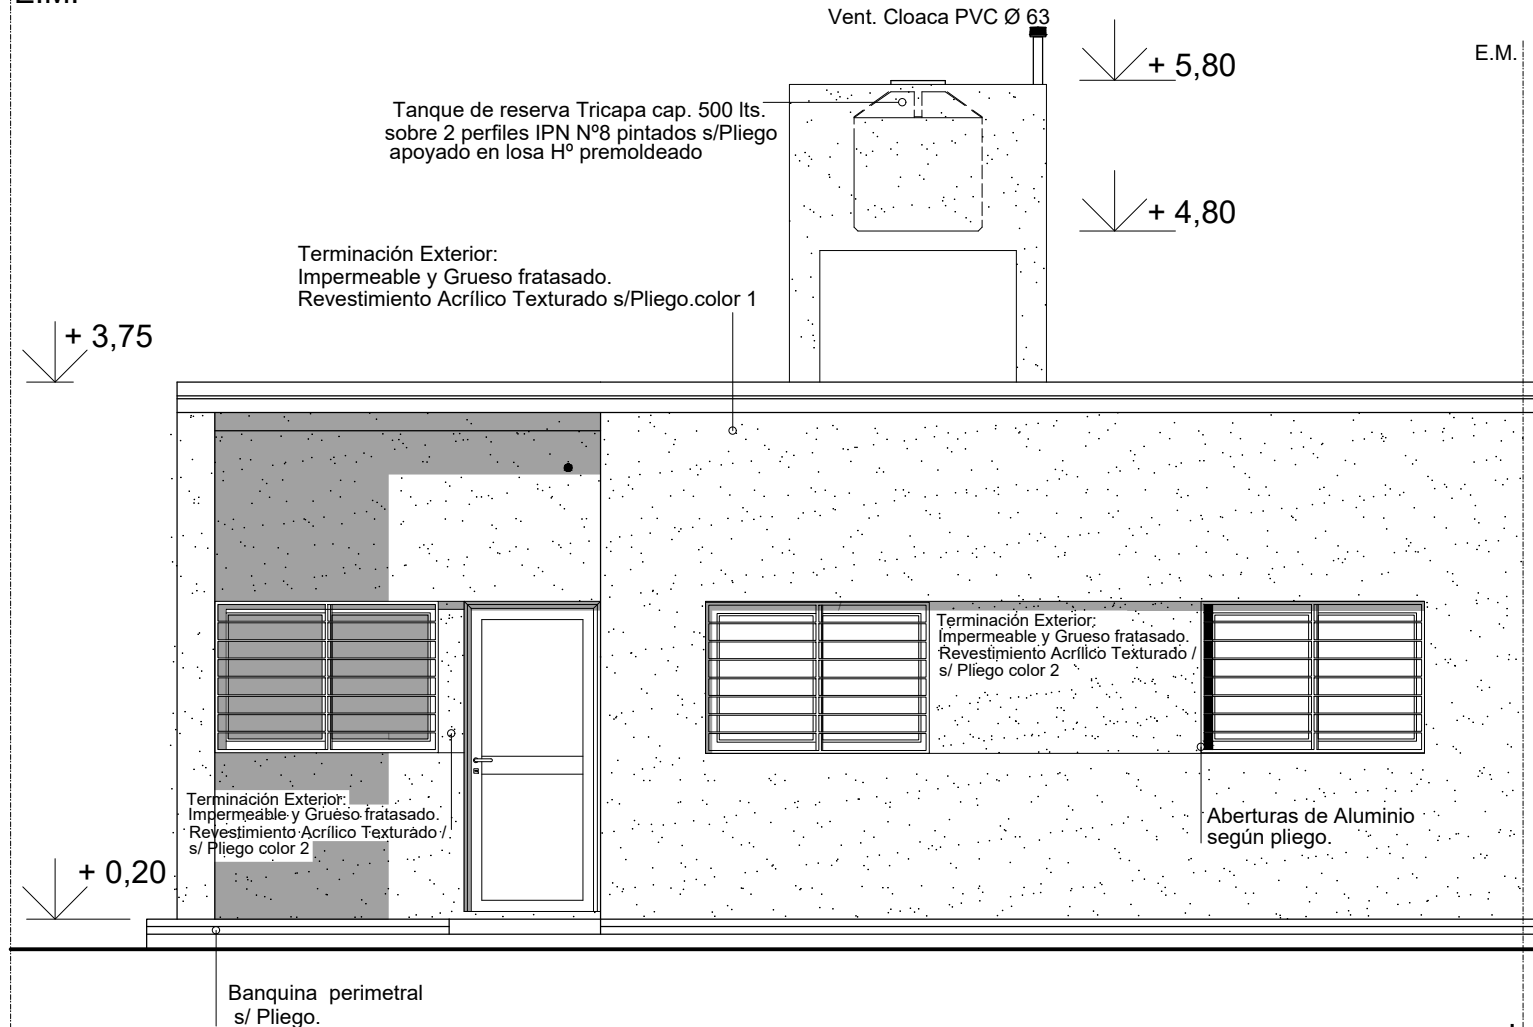 E.M.
Vent. Cloaca PVC Ø 63
+ 5,80
E.M.
Tanque de reserva Tricapa cap. 500 lts.
sobre 2 perfiles IPN Nº8 pintados s/Pliego
apoyado en losa Hº premoldeado
+ 4,80
Terminación Exterior:
Impermeable y Grueso fratasado.
Revestimiento Acrílico Texturado s/Pliego.color 1
+ 3,75
Terminación Exterior:
Impermeable y Grueso fratasado.
Revestimiento Acrílico Texturado /
s/ Pliego color 2
Terminación Exterior:
Impermeable y Grueso fratasado.
Revestimiento Acrílico Texturado /
s/ Pliego color 2
Aberturas de Aluminio
según pliego.
+ 0,20
Banquina perimetral
s/ Pliego.